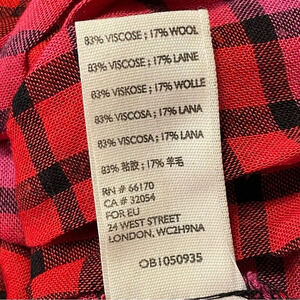 83% VISCOSE ; 17% WOOL
83% VISCOSE ; 17% LAINE
83% VISKOSE ; 17% WOLLE
83% VISCOSA ; 17% LANA
83% VISCOSA ; 17% LANA
83% 粘胶 ; 17% 羊毛
RN # 66170
CA # 32054
FOR EU
24 WEST STREET
LONDON, WC2H9NA
OB1050935